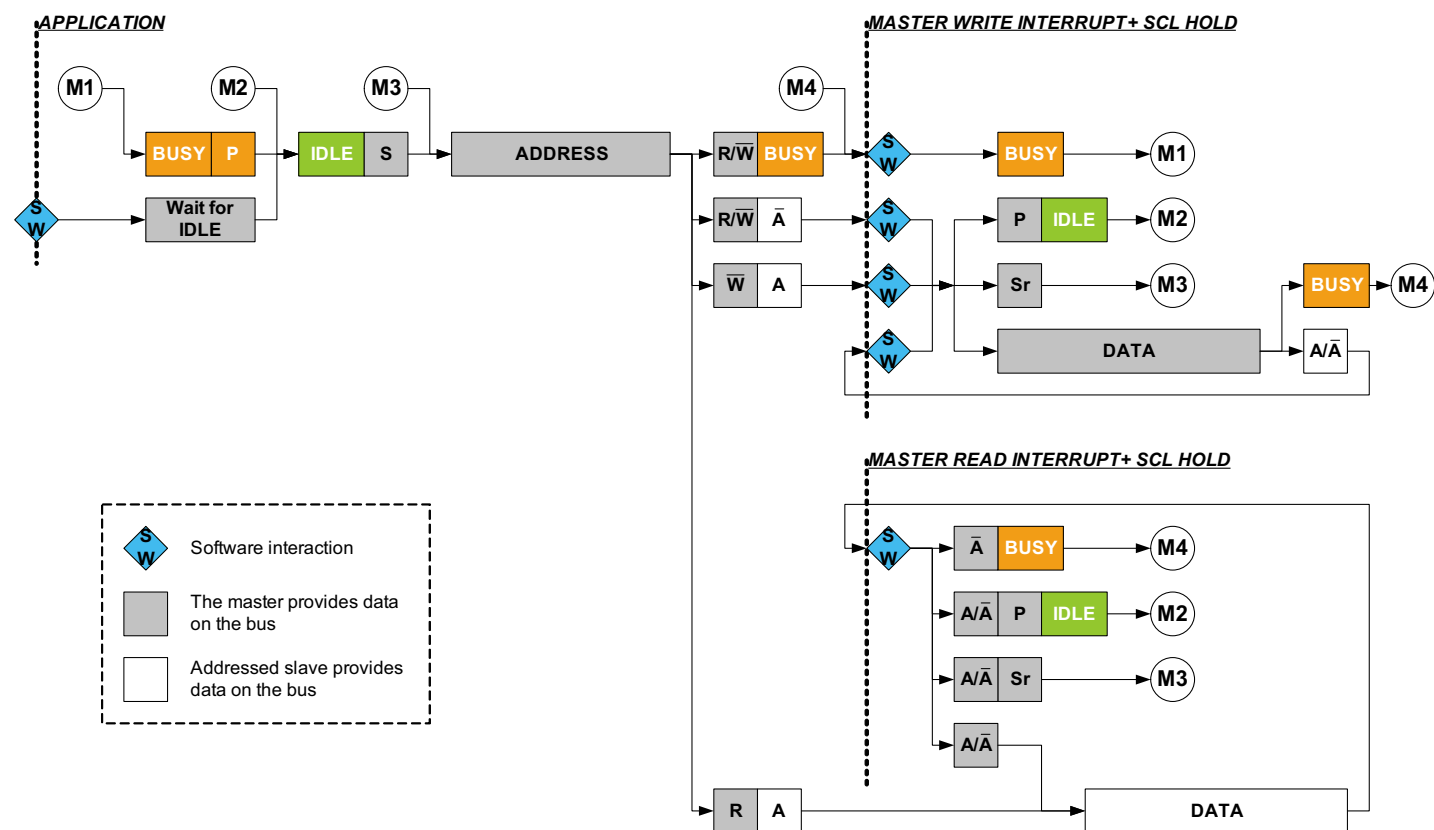 APPLICATION
MASTER WRITE INTERRUPT+ SCL HOLD
M1
M2
M3
M4
BUSY P
IDLE S
ADDRESS
R/W̅ BUSY
S
W
BUSY
M1
S
W
Wait for
IDLE
R/W̅ A̅
S
W
P IDLE
M2
W̅ A
S
W
Sr
M3
BUSY
M4
S
W
DATA
A/A̅
MASTER READ INTERRUPT+ SCL HOLD
S
W
A̅ BUSY
M4
A/A̅ P IDLE
M2
A/A̅ Sr
M3
A/A̅
R A
DATA
S
W
Software interaction
The master provides data
on the bus
Addressed slave provides
data on the bus